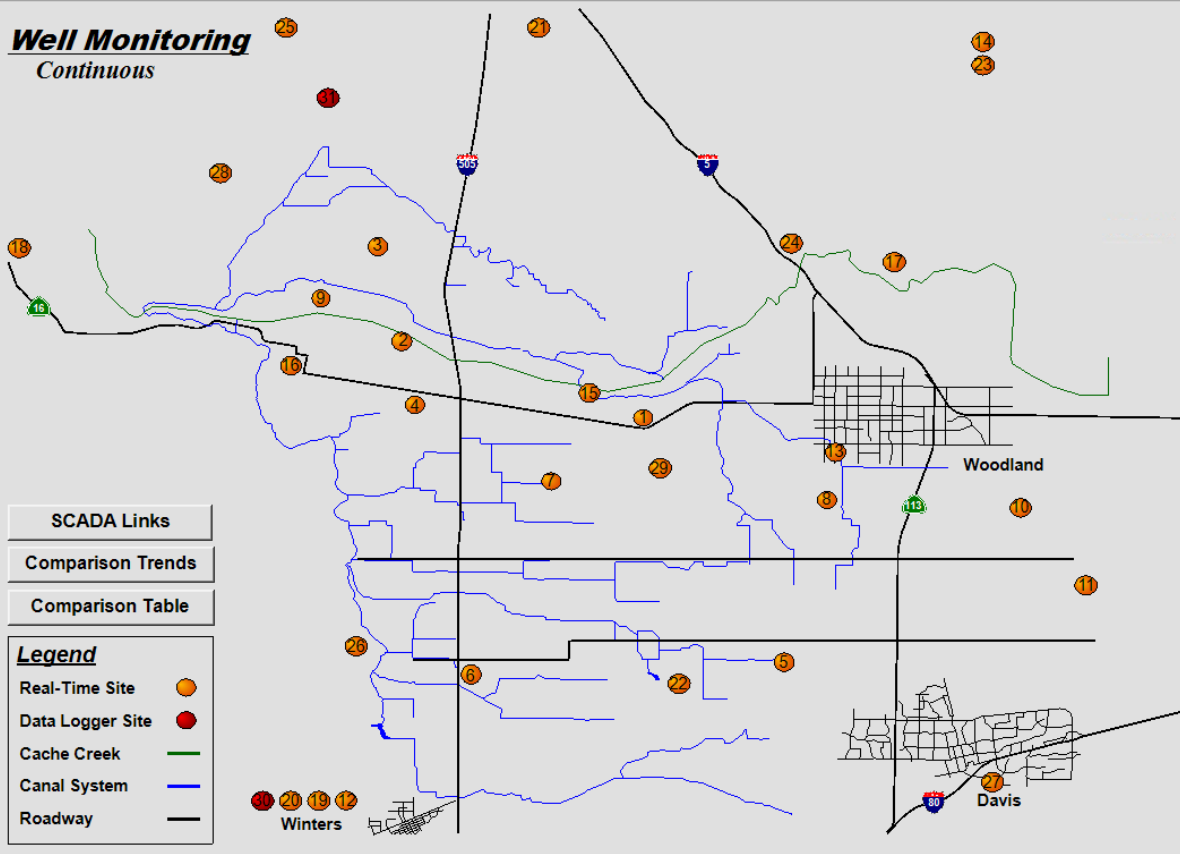 Well Monitoring
Continuous
25
21
14
23
31
505
5
28
3
24
18
17
16
9
2
16
15
4
1
13
Woodland
29
7
8
113
10
SCADA Links
Comparison Trends
11
Comparison Table
Legend
26
5
6
22
Real-Time Site
Data Logger Site
Cache Creek
Canal System
27
30 20 19 12
80
Davis
Roadway
Winters